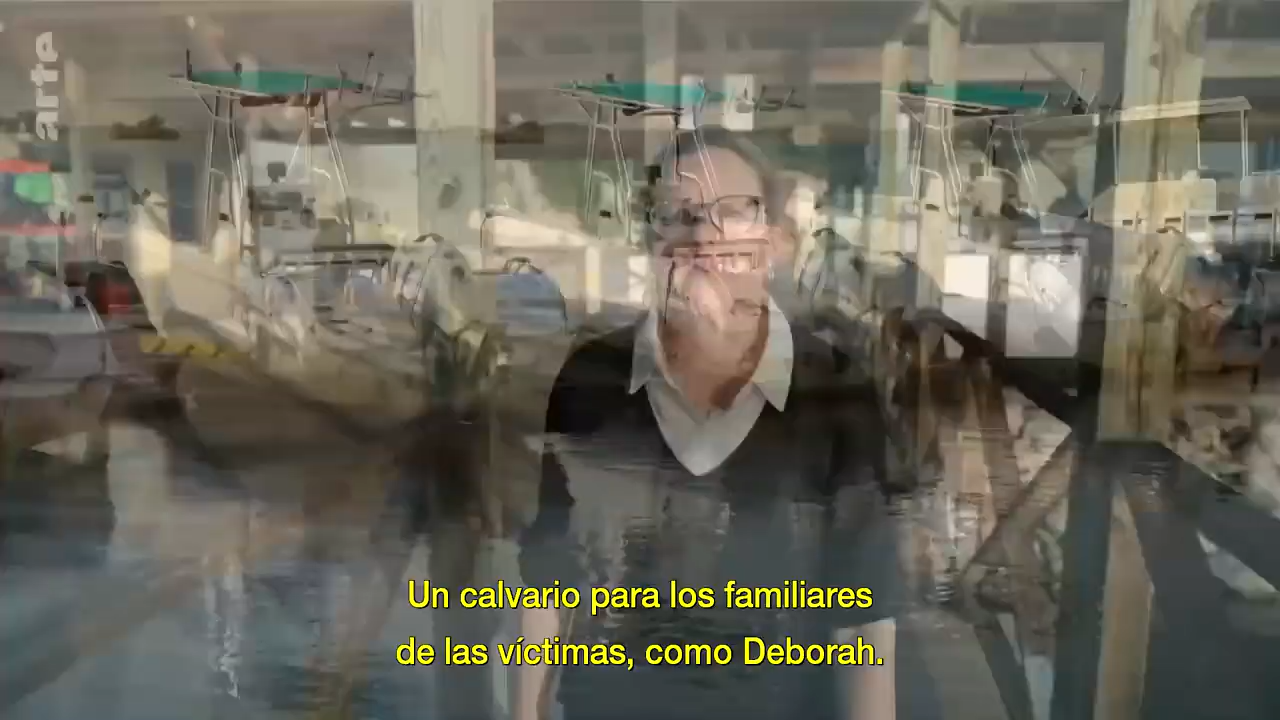 arte
Un calvario para los familiares
de las víctimas, como Deborah.